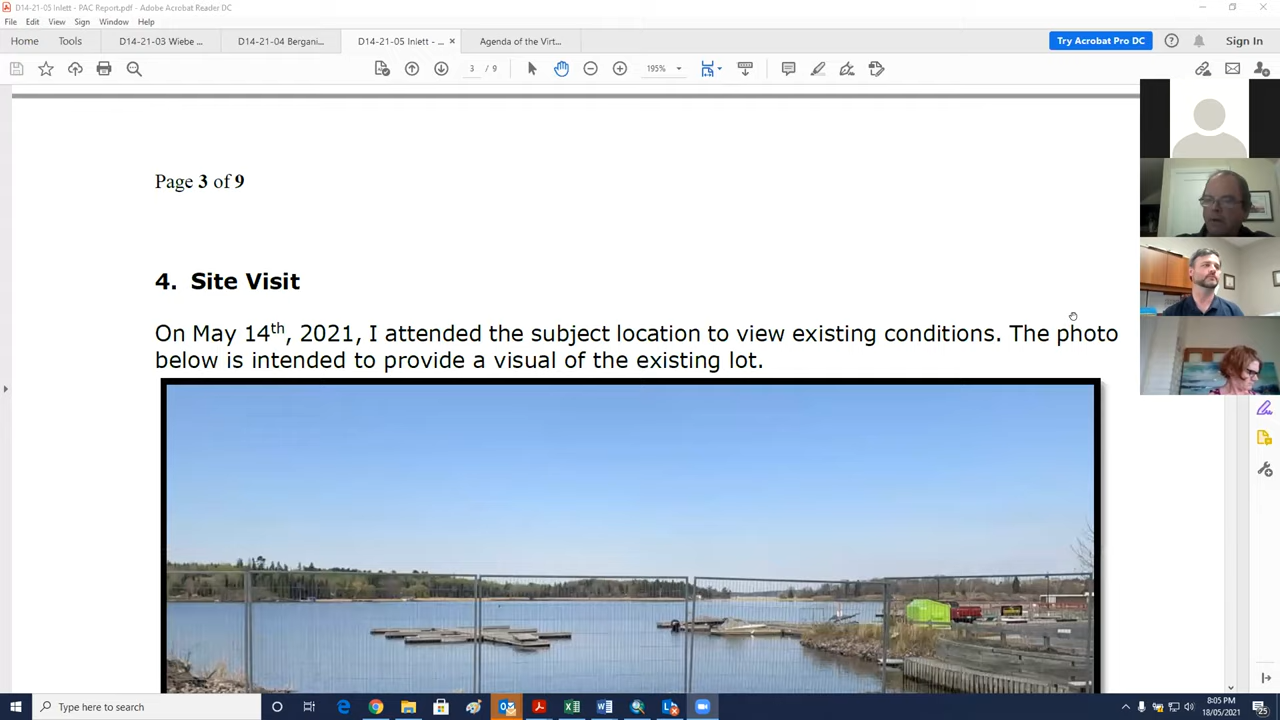 D14-21-05 Inlett - PAC Report.pdf - Adobe Acrobat Reader DC
File Edit View Sign Window Help
Home Tools D14-21-03 Wiebe ... D14-21-04 Bergani... D14-21-05 Inlett - ... × Agenda of the Virt... Try Acrobat Pro DC Sign In
3 / 9 195%
Page 3 of 9
4. Site Visit
On May 14th, 2021, I attended the subject location to view existing conditions. The photo
below is intended to provide a visual of the existing lot.
Type here to search
8:05 PM
18/05/2021
25